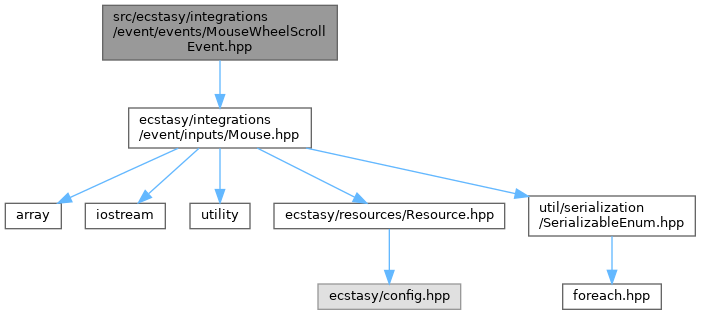 src/ecstasy/integrations
/event/events/MouseWheelScroll
Event.hpp
ecstasy/integrations
/event/inputs/Mouse.hpp
array
iostream
utility
ecstasy/resources/Resource.hpp
util/serialization
/SerializableEnum.hpp
ecstasy/config.hpp
foreach.hpp